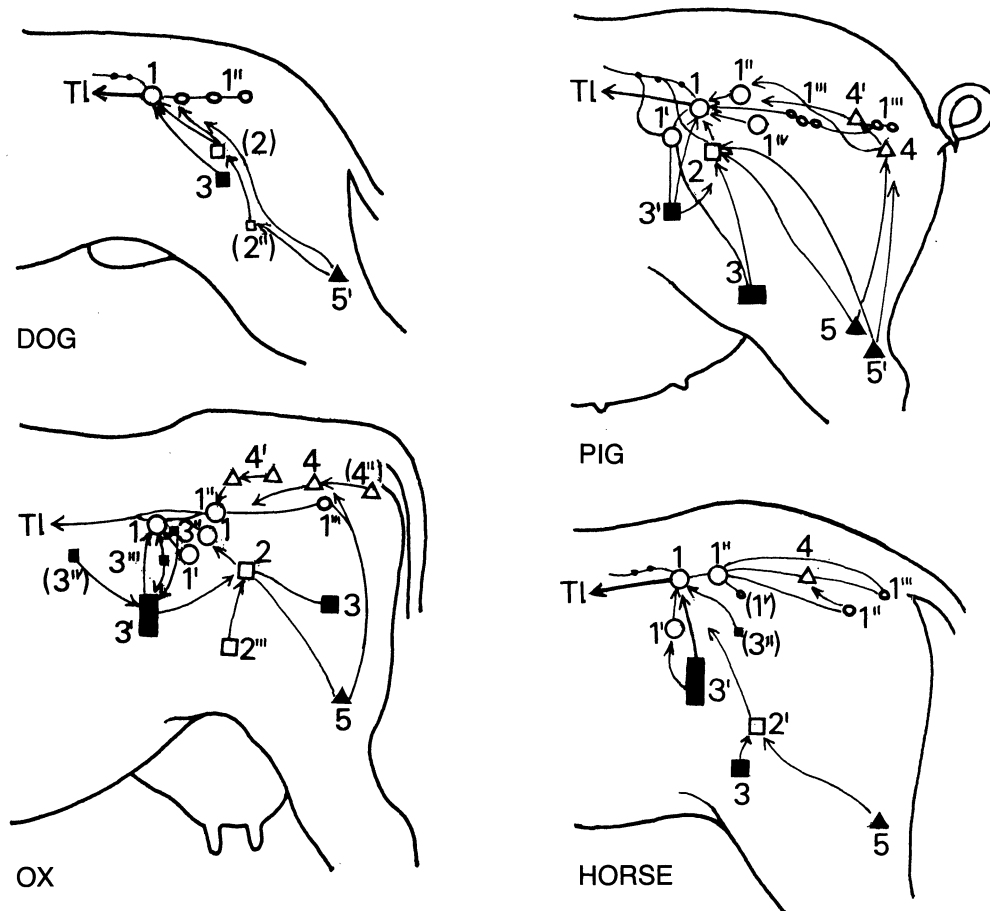 1 1"
Tl
(2)
3
(2")
5'
DOG
1 1" 1''' 4' 1'''
Tl
1' 1'v 4
2
3'
3
5
5'
PIG
4' 4 (4")
1"
Tl 1 3" 1 1'''
3''' 1' 2
3 3'
2'''
5
OX
1 1" 4
1'''
Tl (1') 1"
1' (3")
3'
2'
3
5
HORSE